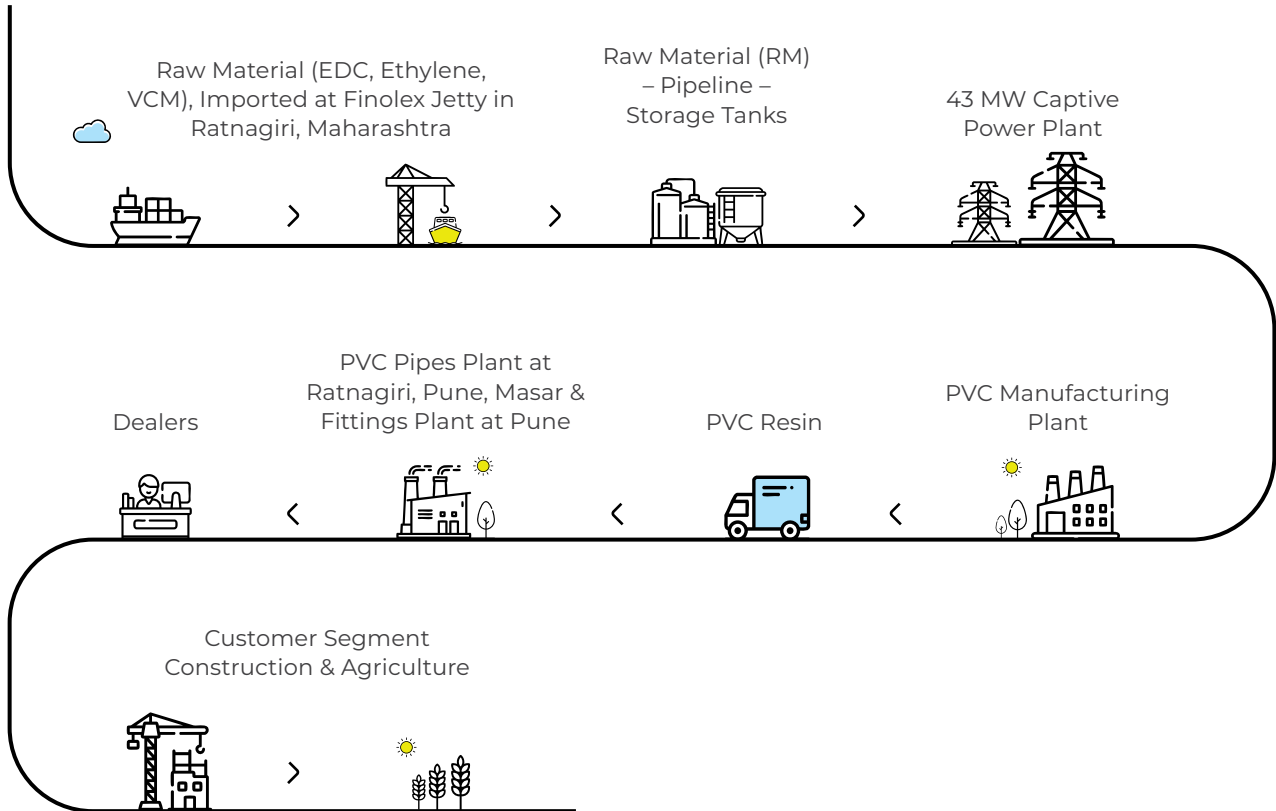 Raw Material (EDC, Ethylene,
VCM), Imported at Finolex Jetty in
Ratnagiri, Maharashtra
Raw Material (RM)
– Pipeline –
Storage Tanks
43 MW Captive
Power Plant
PVC Manufacturing
Plant
PVC Resin
PVC Pipes Plant at
Ratnagiri, Pune, Masar &
Fittings Plant at Pune
Dealers
Customer Segment
Construction & Agriculture